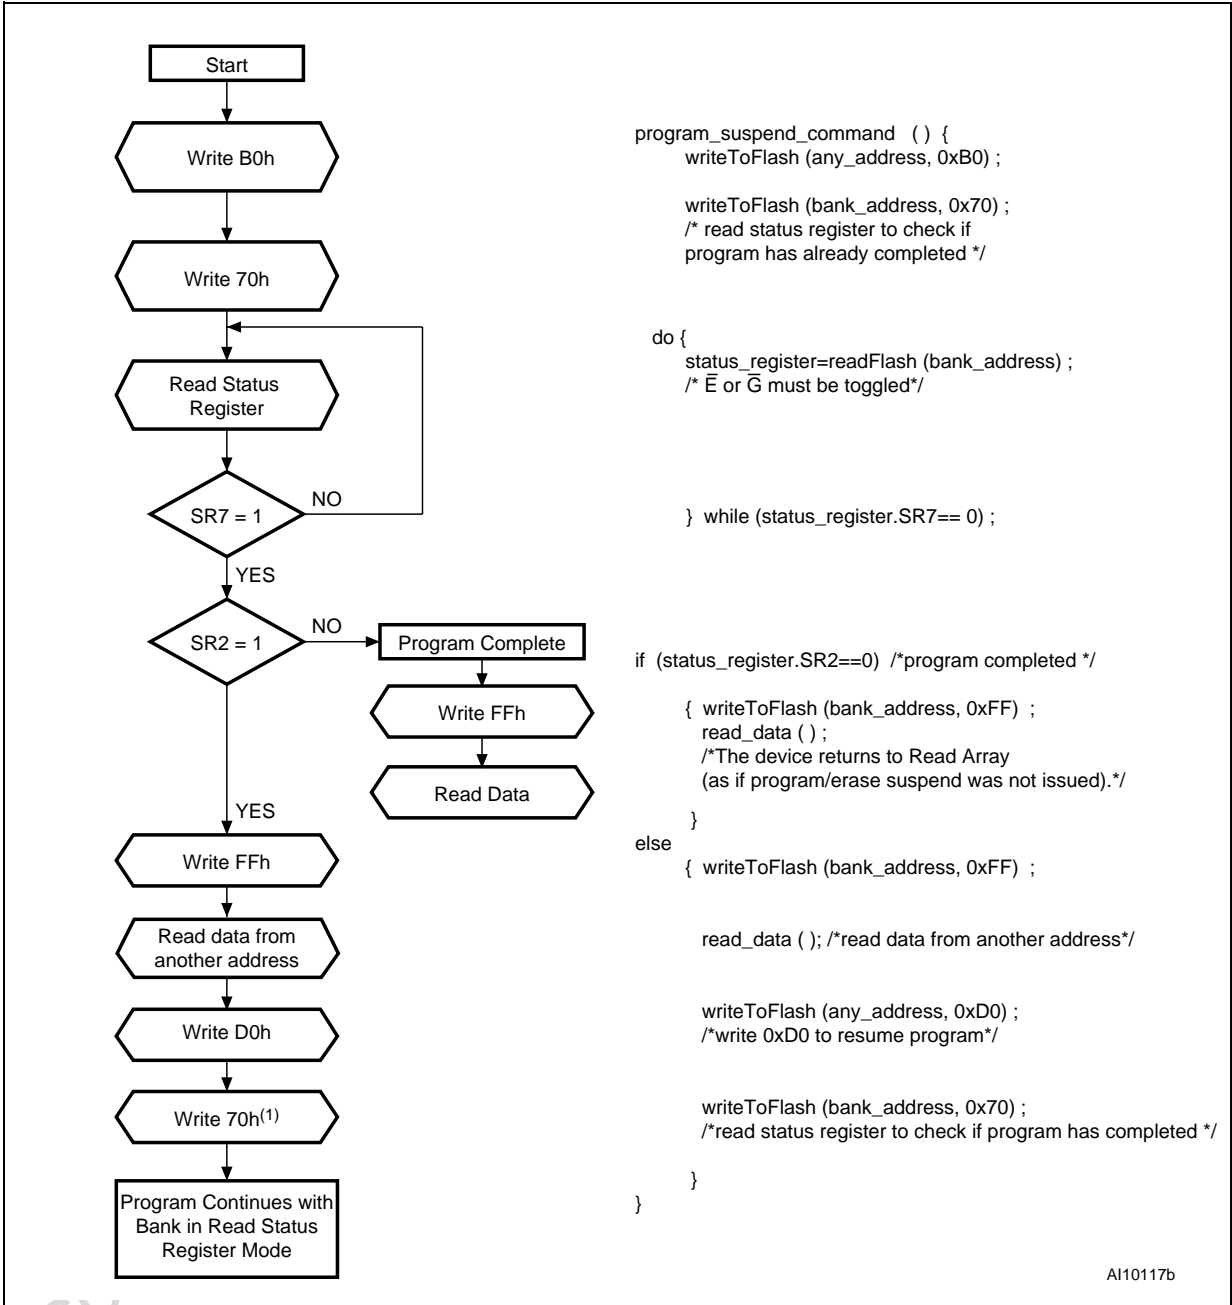 Start
Write B0h
Write 70h
Read Status
Register
SR7 = 1
NO
YES
SR2 = 1
NO
Program Complete
Write FFh
Read Data
YES
Write FFh
Read data from
another address
Write D0h
Write 70h(1)
Program Continues with
Bank in Read Status
Register Mode
program_suspend_command ( ) {
writeToFlash (any_address, 0xB0) ;
writeToFlash (bank_address, 0x70) ;
/* read status register to check if
program has already completed */
do {
status_register=readFlash (bank_address) ;
/* E̅ or G̅ must be toggled*/
} while (status_register.SR7== 0) ;
if (status_register.SR2==0) /*program completed */
{ writeToFlash (bank_address, 0xFF) ;
read_data ( ) ;
/*The device returns to Read Array
(as if program/erase suspend was not issued).*/
}
else
{ writeToFlash (bank_address, 0xFF) ;
read_data ( ); /*read data from another address*/
writeToFlash (any_address, 0xD0) ;
/*write 0xD0 to resume program*/
writeToFlash (bank_address, 0x70) ;
/*read status register to check if program has completed */
}
}
AI10117b